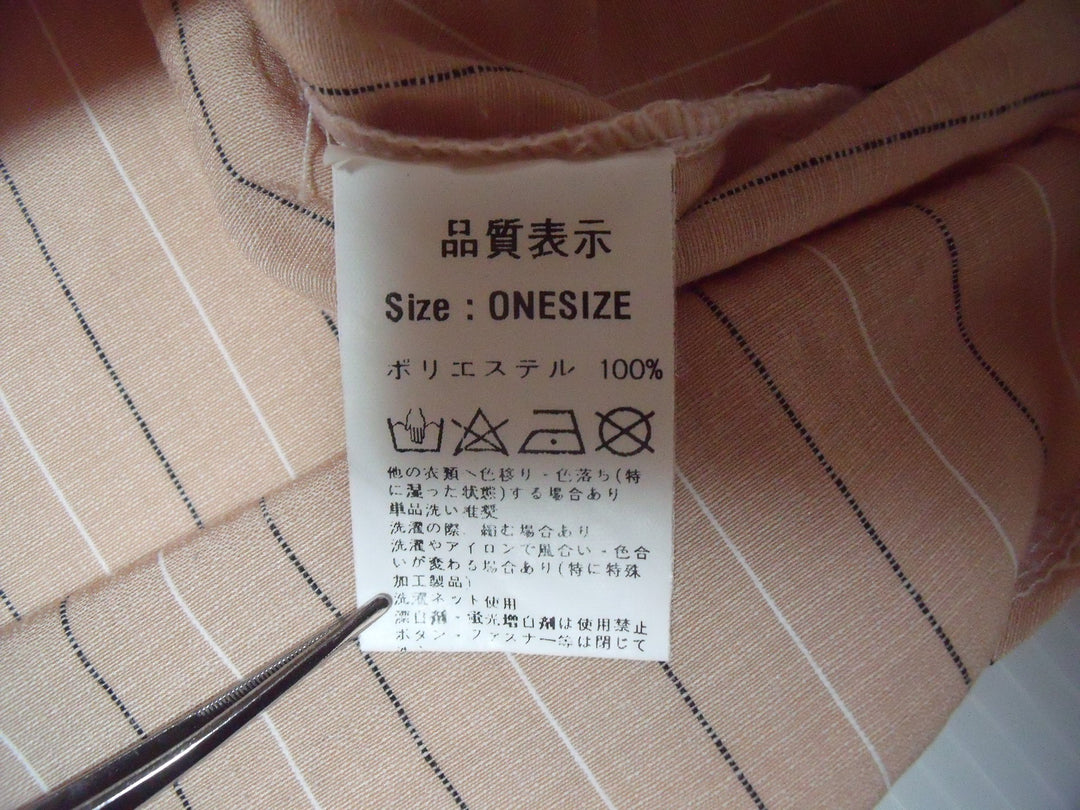 品質表示
Size : ONESIZE
ポリエステル 100%
他の衣類へ色移り・色落ち(特
に湿った状態)する場合あり
単品洗い推奨
洗濯の際、縮む場合あり
洗濯やアイロンで風合い・色合
いが変わる場合あり(特に特殊
加工製品)
洗濯ネット使用
漂白剤・蛍光増白剤は使用禁止
ボタン・ファスナー等は閉じて